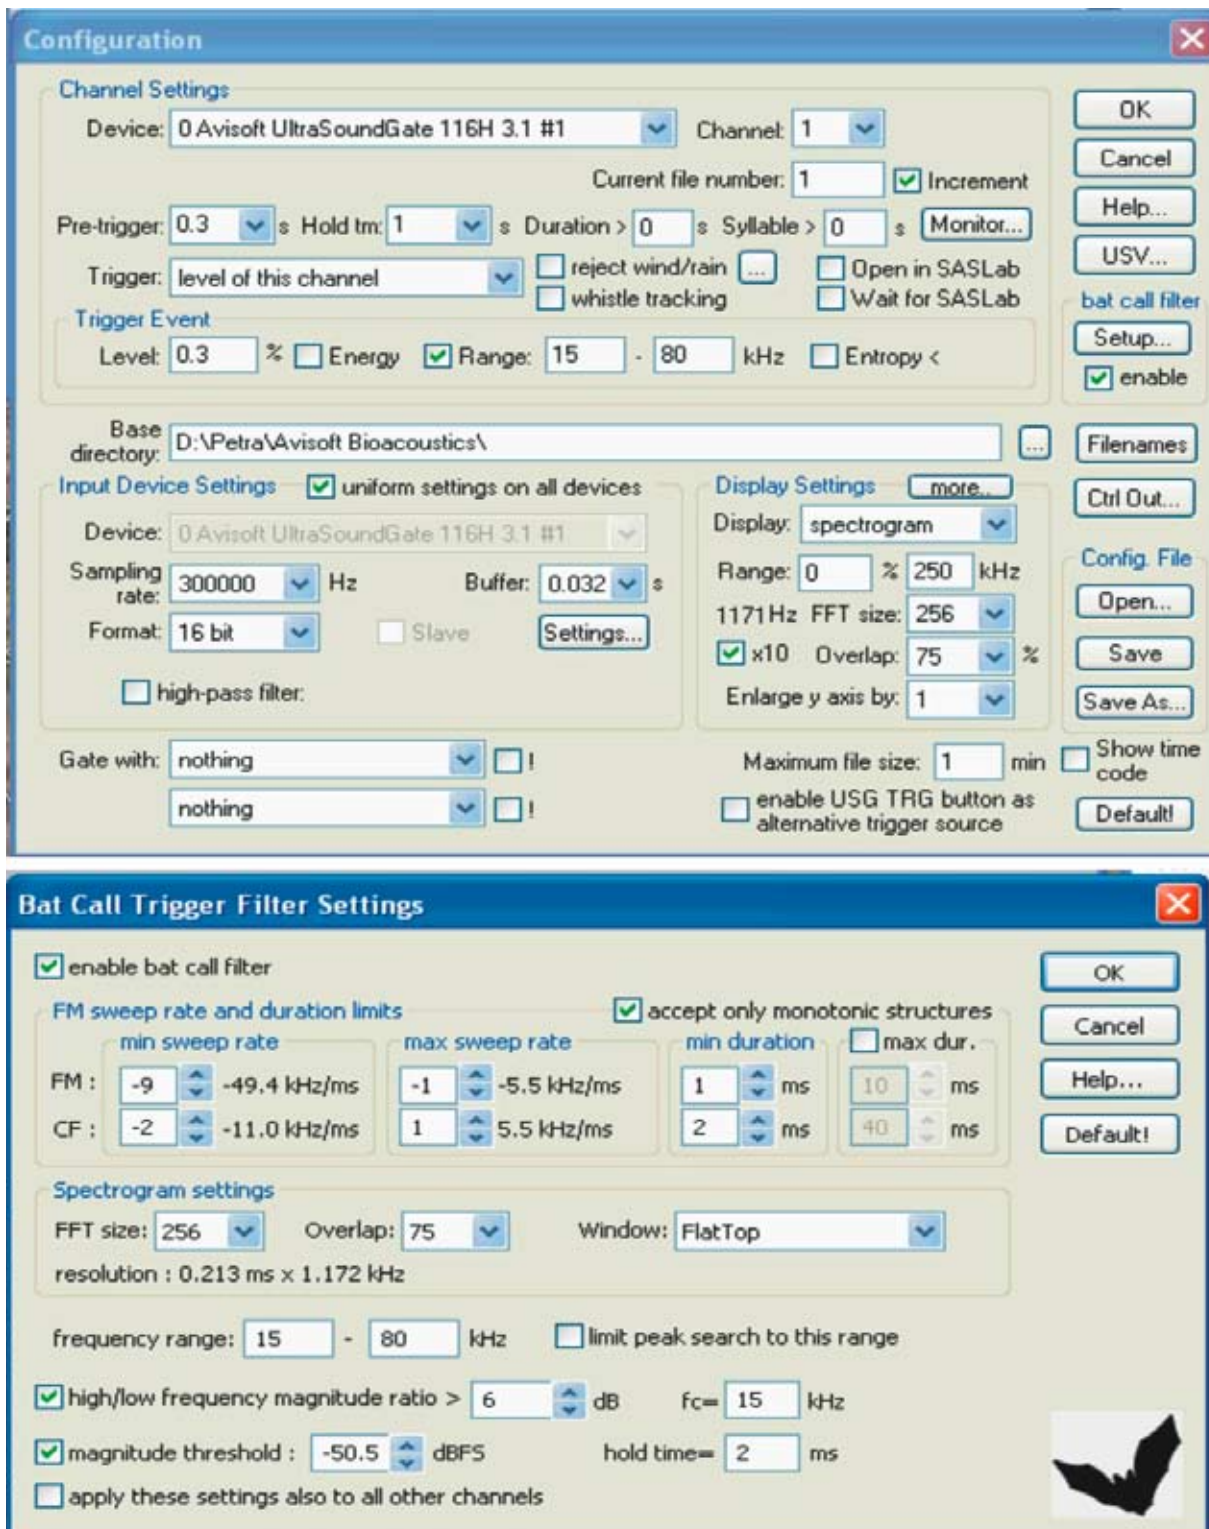 Configuration
Channel Settings
Device: 0 Avisoft UltraSoundGate 116H 3.1 #1 Channel: 1
OK
Current file number: 1 Increment
Cancel
Pre-trigger: 0.3 s Hold tm: 1 s Duration > 0 s Syllable > 0 s Monitor...
Help...
Trigger: level of this channel reject wind/rain ... Open in SASLab
USV...
whistle tracking Wait for SASLab
bat call filter
Trigger Event
Setup...
Level: 0.3 % Energy Range: 15 - 80 kHz Entropy <
enable
Base
directory: D:\Petra\Avisoft Bioacoustics\ ...
Filenames
Input Device Settings uniform settings on all devices Display Settings more..
Ctrl Out...
Device: 0 Avisoft UltraSoundGate 116H 3.1 #1 Display: spectrogram
Sampling
rate: 300000 Hz Buffer: 0.032 s Range: 0 % 250 kHz
Config. File
Open...
Format: 16 bit Slave Settings... 1171Hz FFT size: 256
x10 Overlap: 75 %
Save
high-pass filter: Enlarge y axis by: 1
Save As...
Gate with: nothing ! Maximum file size: 1 min
Show time
code
nothing ! enable USG TRG button as
alternative trigger source
Default!
Bat Call Trigger Filter Settings
enable bat call filter
OK
FM sweep rate and duration limits accept only monotonic structures
Cancel
min sweep rate max sweep rate min duration max dur.
FM : -9 -49.4 kHz/ms -1 -5.5 kHz/ms 1 ms 10 ms
Help...
CF : -2 -11.0 kHz/ms 1 5.5 kHz/ms 2 ms 40 ms
Default!
Spectrogram settings
FFT size: 256 Overlap: 75 Window: FlatTop
resolution : 0.213 ms x 1.172 kHz
frequency range: 15 - 80 kHz limit peak search to this range
high/low frequency magnitude ratio > 6 dB fc= 15 kHz
magnitude threshold : -50.5 dBFS hold time= 2 ms
apply these settings also to all other channels